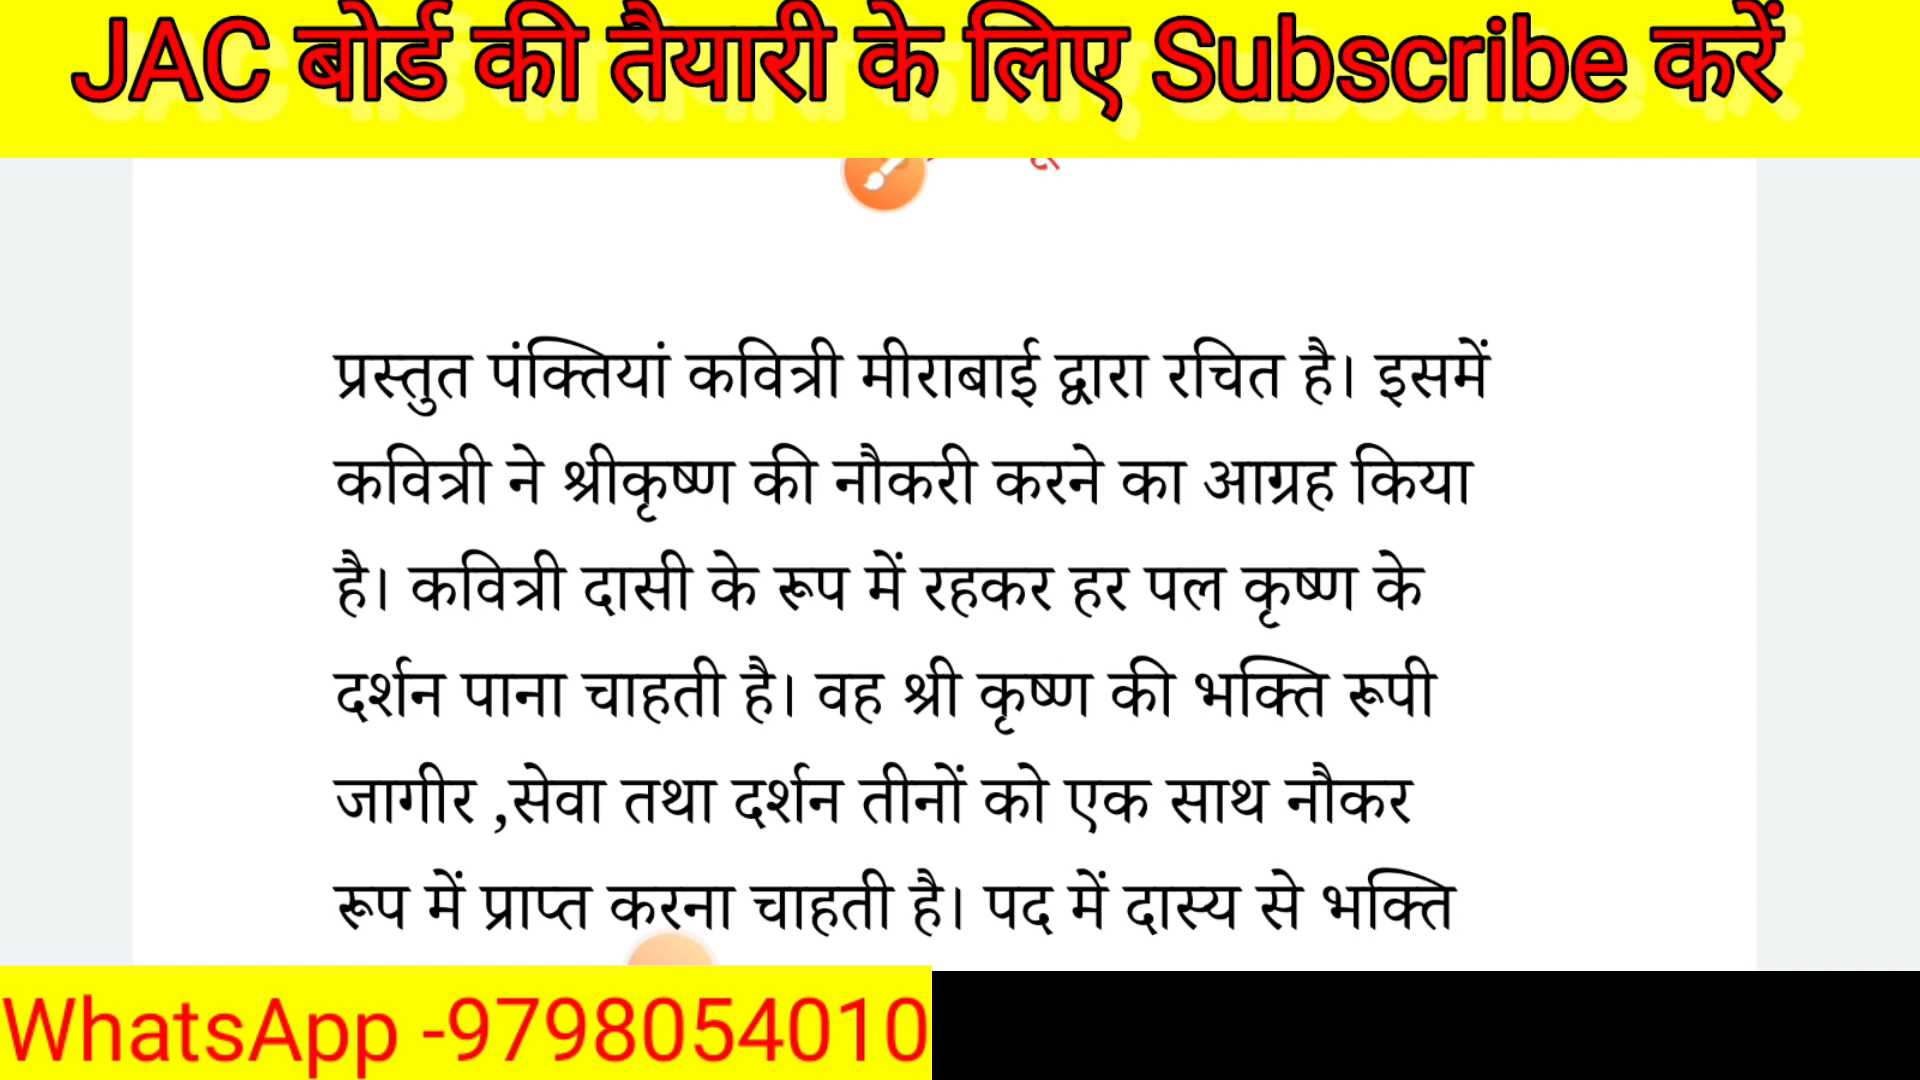 JAC बोर्ड की तैयारी के लिए Subscribe करें
प्रस्तुत पंक्तियां कवित्री मीराबाई द्वारा रचित है। इसमें
कवित्री ने श्रीकृष्ण की नौकरी करने का आग्रह किया
है। कवित्री दासी के रूप में रहकर हर पल कृष्ण के
दर्शन पाना चाहती है। वह श्री कृष्ण की भक्ति रूपी
जागीर ,सेवा तथा दर्शन तीनों को एक साथ नौकर
रूप में प्राप्त करना चाहती है। पद में दास्य से भक्ति
WhatsApp -9798054010